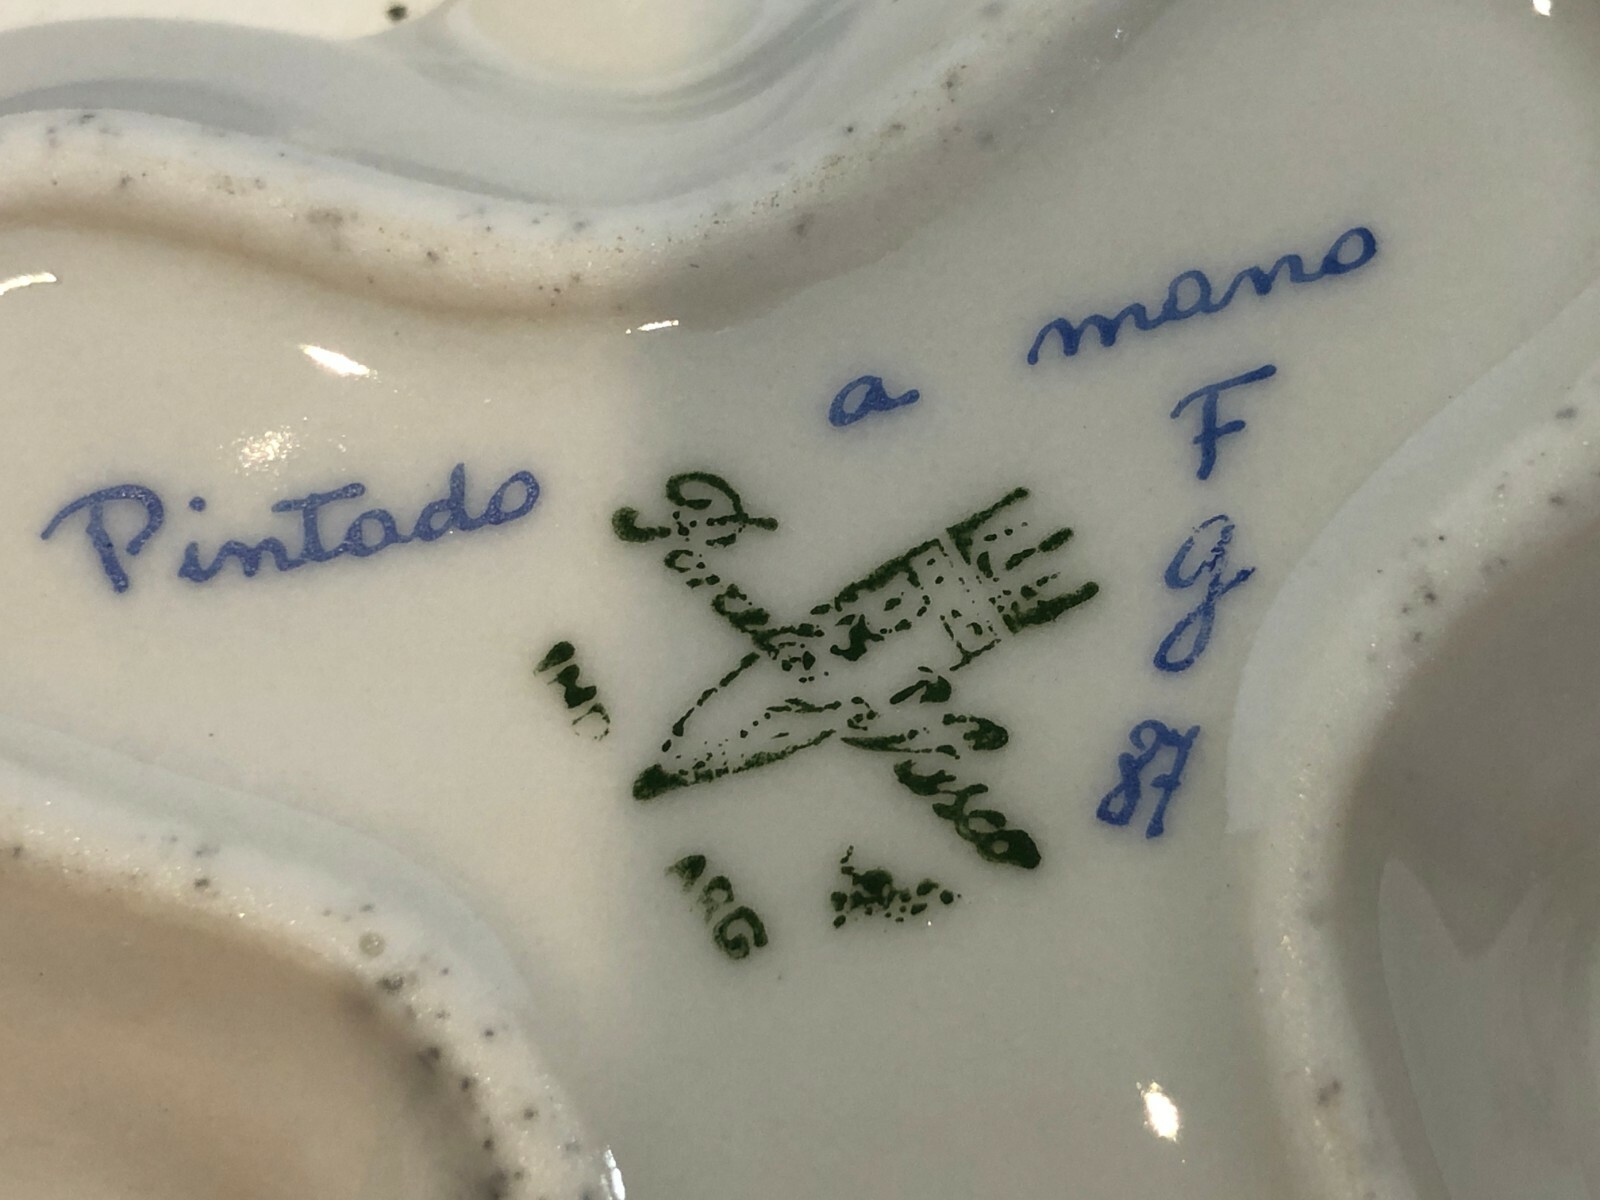 Pintado a mano
F
G
87
IND
ARG